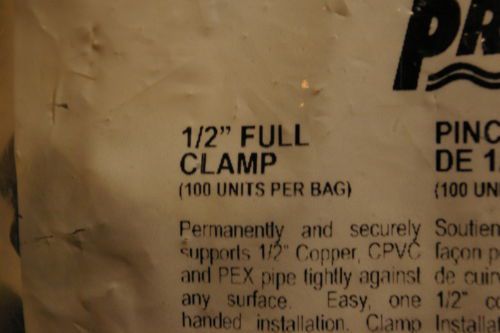 PR
1/2" FULL
CLAMP
(100 UNITS PER BAG)
Permanently and securely
supports 1/2" Copper, CPVC
and PEX pipe tightly against
any surface. Easy, one
handed installation. Clamp
PINC
DE 1
(100 UN
Soutien
façon p
de cuiv
1/2" co
Installa